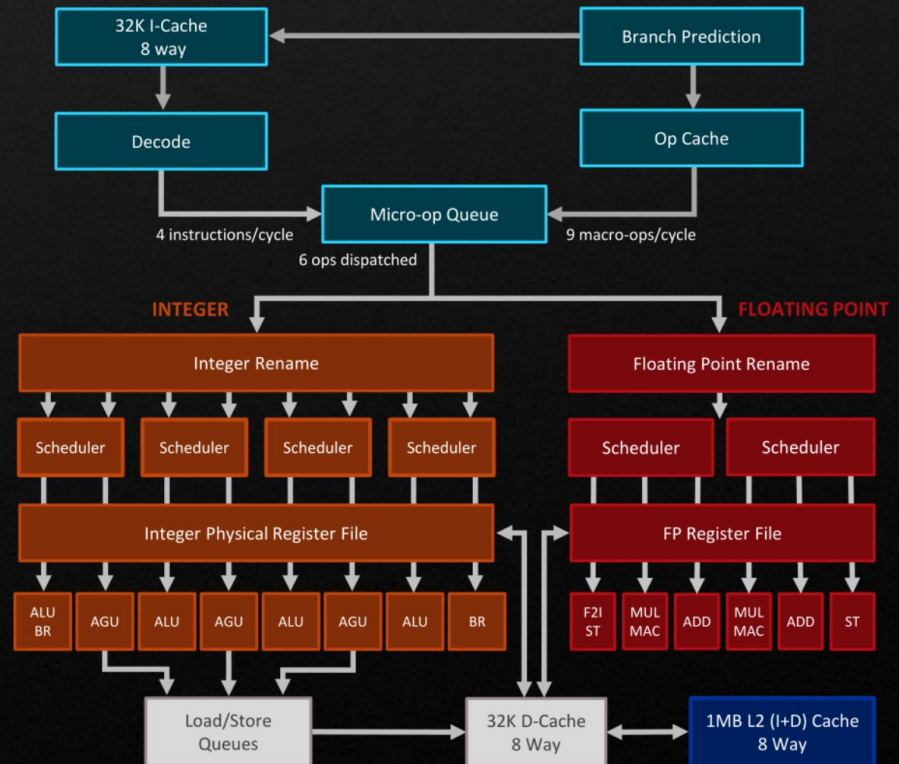 32K I-Cache
8 way
Branch Prediction
Decode
Op Cache
Micro-op Queue
4 instructions/cycle
9 macro-ops/cycle
6 ops dispatched
INTEGER
FLOATING POINT
Integer Rename
Floating Point Rename
Scheduler
Scheduler
Scheduler
Scheduler
Scheduler
Scheduler
Integer Physical Register File
FP Register File
ALU
BR
AGU
ALU
AGU
ALU
AGU
ALU
BR
F2I
ST
MUL
MAC
ADD
MUL
MAC
ADD
ST
Load/Store
Queues
32K D-Cache
8 Way
1MB L2 (I+D) Cache
8 Way